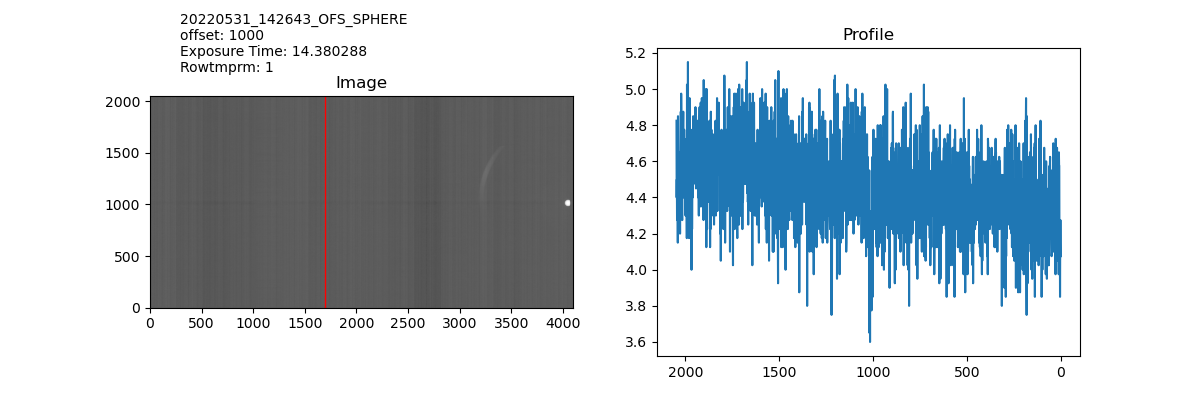 20220531_142643_OFS_SPHERE
offset: 1000
Exposure Time: 14.380288
Rowtmprm: 1
Image
2000
1500
1000
500
0
0 500 1000 1500 2000 2500 3000 3500 4000
Profile
5.2
5.0
4.8
4.6
4.4
4.2
4.0
3.8
3.6
2000 1500 1000 500 0